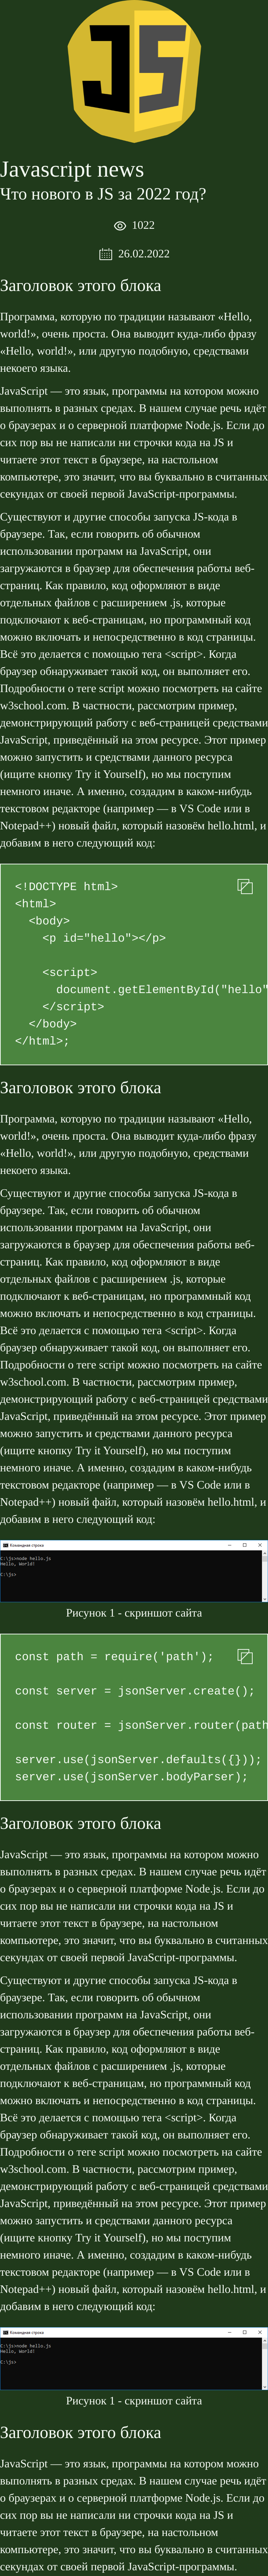 JS
Javascript news
Что нового в JS за 2022 год?
1022
26.02.2022
Заголовок этого блока
Программа, которую по традиции называют «Hello,
world!», очень проста. Она выводит куда-либо фразу
«Hello, world!», или другую подобную, средствами
некоего языка.
JavaScript — это язык, программы на котором можно
выполнять в разных средах. В нашем случае речь идёт
о браузерах и о серверной платформе Node.js. Если до
сих пор вы не написали ни строчки кода на JS и
читаете этот текст в браузере, на настольном
компьютере, это значит, что вы буквально в считанных
секундах от своей первой JavaScript-программы.
Существуют и другие способы запуска JS-кода в
браузере. Так, если говорить об обычном
использовании программ на JavaScript, они
загружаются в браузер для обеспечения работы веб-
страниц. Как правило, код оформляют в виде
отдельных файлов с расширением .js, которые
подключают к веб-страницам, но программный код
можно включать и непосредственно в код страницы.
Всё это делается с помощью тега <script>. Когда
браузер обнаруживает такой код, он выполняет его.
Подробности о теге script можно посмотреть на сайте
w3school.com. В частности, рассмотрим пример,
демонстрирующий работу с веб-страницей средствами
JavaScript, приведённый на этом ресурсе. Этот пример
можно запустить и средствами данного ресурса
(ищите кнопку Try it Yourself), но мы поступим
немного иначе. А именно, создадим в каком-нибудь
текстовом редакторе (например — в VS Code или в
Notepad++) новый файл, который назовём hello.html, и
добавим в него следующий код:
<!DOCTYPE html>
<html>
<body>
<p id="hello"></p>
<script>
document.getElementById("hello"
</script>
</body>
</html>;
Заголовок этого блока
Программа, которую по традиции называют «Hello,
world!», очень проста. Она выводит куда-либо фразу
«Hello, world!», или другую подобную, средствами
некоего языка.
Существуют и другие способы запуска JS-кода в
браузере. Так, если говорить об обычном
использовании программ на JavaScript, они
загружаются в браузер для обеспечения работы веб-
страниц. Как правило, код оформляют в виде
отдельных файлов с расширением .js, которые
подключают к веб-страницам, но программный код
можно включать и непосредственно в код страницы.
Всё это делается с помощью тега <script>. Когда
браузер обнаруживает такой код, он выполняет его.
Подробности о теге script можно посмотреть на сайте
w3school.com. В частности, рассмотрим пример,
демонстрирующий работу с веб-страницей средствами
JavaScript, приведённый на этом ресурсе. Этот пример
можно запустить и средствами данного ресурса
(ищите кнопку Try it Yourself), но мы поступим
немного иначе. А именно, создадим в каком-нибудь
текстовом редакторе (например — в VS Code или в
Notepad++) новый файл, который назовём hello.html, и
добавим в него следующий код:
Командная строка
C:\js>node hello.js
Hello, World!
C:\js>
Рисунок 1 - скриншот сайта
const path = require('path');
const server = jsonServer.create();
const router = jsonServer.router(path
server.use(jsonServer.defaults({}));
server.use(jsonServer.bodyParser);
Заголовок этого блока
JavaScript — это язык, программы на котором можно
выполнять в разных средах. В нашем случае речь идёт
о браузерах и о серверной платформе Node.js. Если до
сих пор вы не написали ни строчки кода на JS и
читаете этот текст в браузере, на настольном
компьютере, это значит, что вы буквально в считанных
секундах от своей первой JavaScript-программы.
Существуют и другие способы запуска JS-кода в
браузере. Так, если говорить об обычном
использовании программ на JavaScript, они
загружаются в браузер для обеспечения работы веб-
страниц. Как правило, код оформляют в виде
отдельных файлов с расширением .js, которые
подключают к веб-страницам, но программный код
можно включать и непосредственно в код страницы.
Всё это делается с помощью тега <script>. Когда
браузер обнаруживает такой код, он выполняет его.
Подробности о теге script можно посмотреть на сайте
w3school.com. В частности, рассмотрим пример,
демонстрирующий работу с веб-страницей средствами
JavaScript, приведённый на этом ресурсе. Этот пример
можно запустить и средствами данного ресурса
(ищите кнопку Try it Yourself), но мы поступим
немного иначе. А именно, создадим в каком-нибудь
текстовом редакторе (например — в VS Code или в
Notepad++) новый файл, который назовём hello.html, и
добавим в него следующий код:
Командная строка
C:\js>node hello.js
Hello, World!
C:\js>
Рисунок 1 - скриншот сайта
Заголовок этого блока
JavaScript — это язык, программы на котором можно
выполнять в разных средах. В нашем случае речь идёт
о браузерах и о серверной платформе Node.js. Если до
сих пор вы не написали ни строчки кода на JS и
читаете этот текст в браузере, на настольном
компьютере, это значит, что вы буквально в считанных
секундах от своей первой JavaScript-программы.